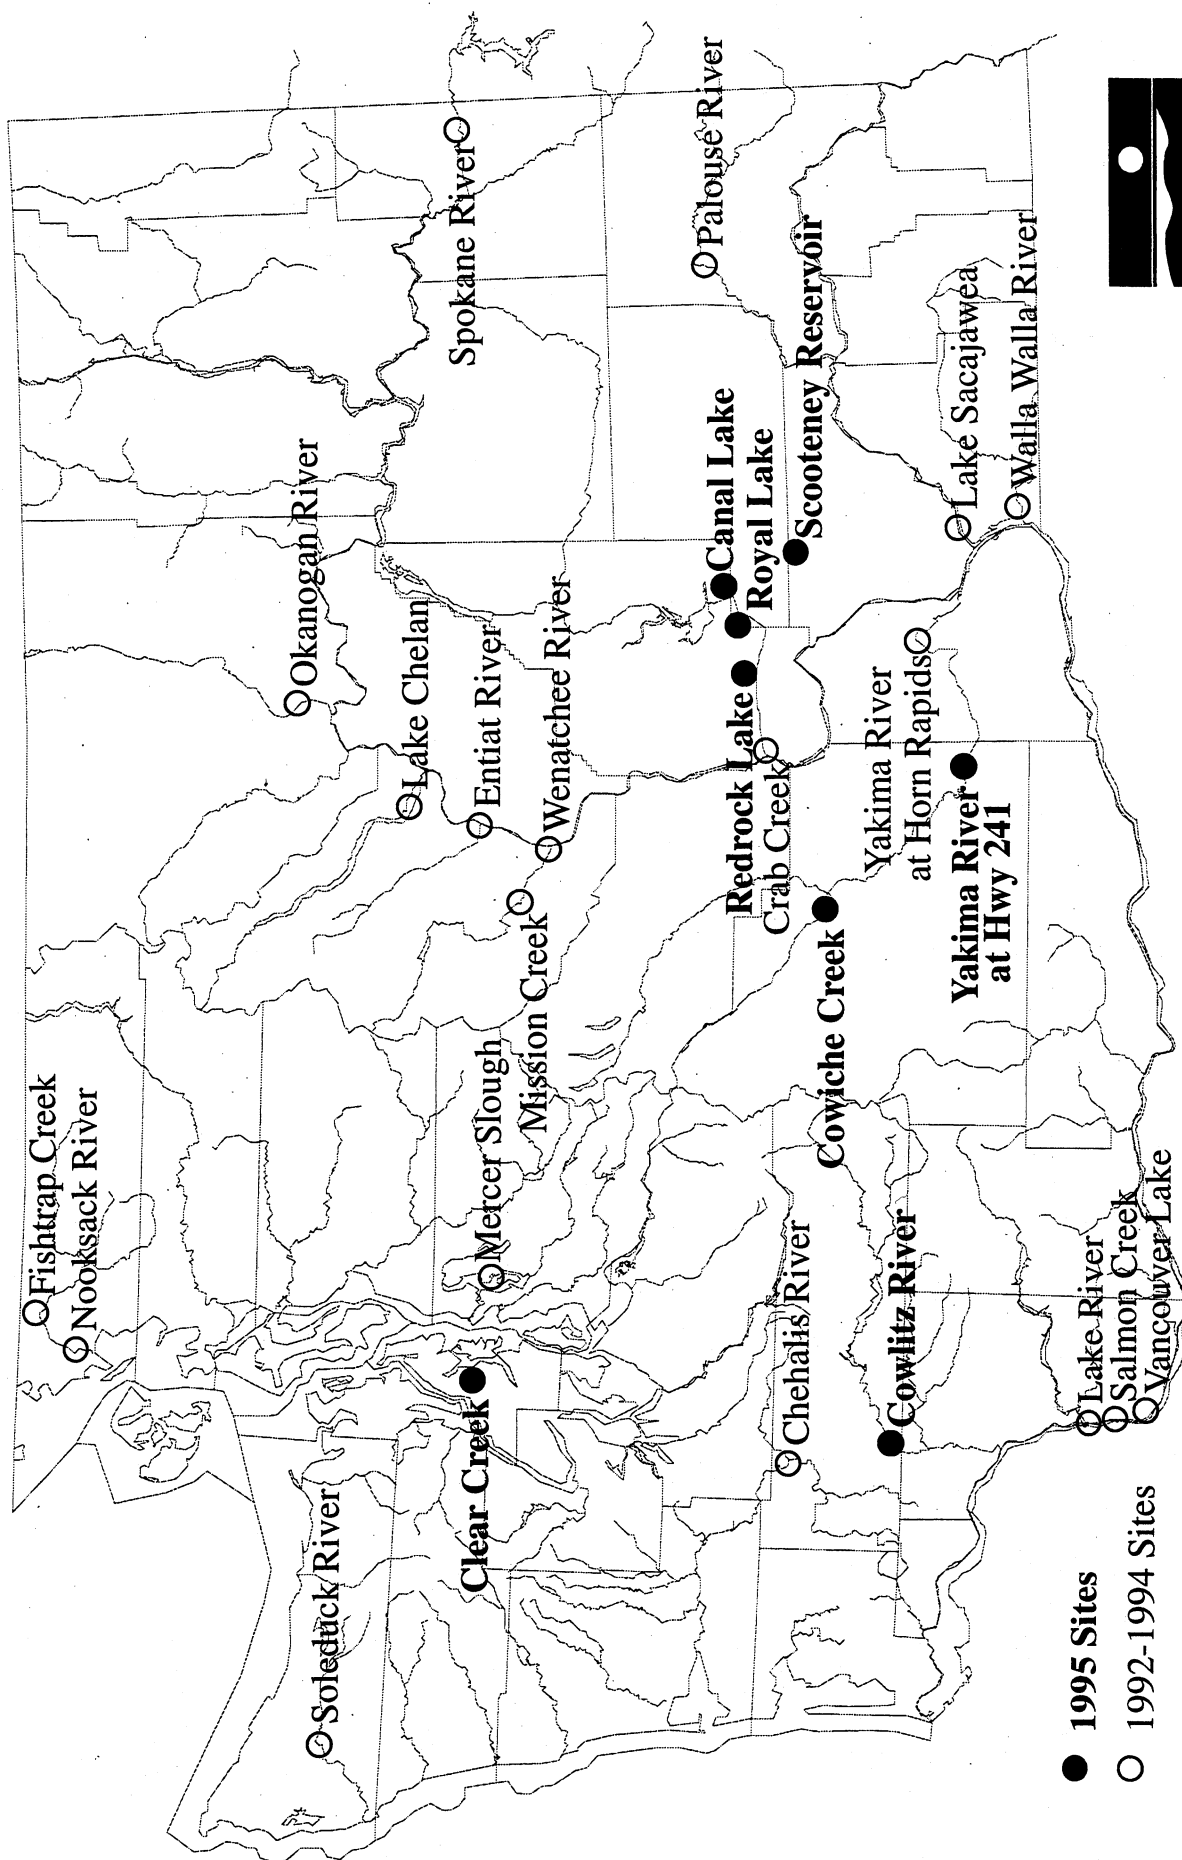 Fishtrap Creek
Nooksack River
Soleduck River
Okanogan River
Lake Chelan
Spokane River
Clear Creek
Mercer Slough
Entiat River
Mission Creek
Wenatchee River
Palouse River
Canal Lake
Royal Lake
Redrock Lake
Crab Creek
Scooteney Reservoir
Chehalis River
Cowiche Creek
Yakima River
at Horn Rapids
Cowlitz River
Yakima River
at Hwy 241
Lake Sacajawea
Walla Walla River
Lake River
Salmon Creek
Vancouver Lake
1995 Sites
1992-1994 Sites